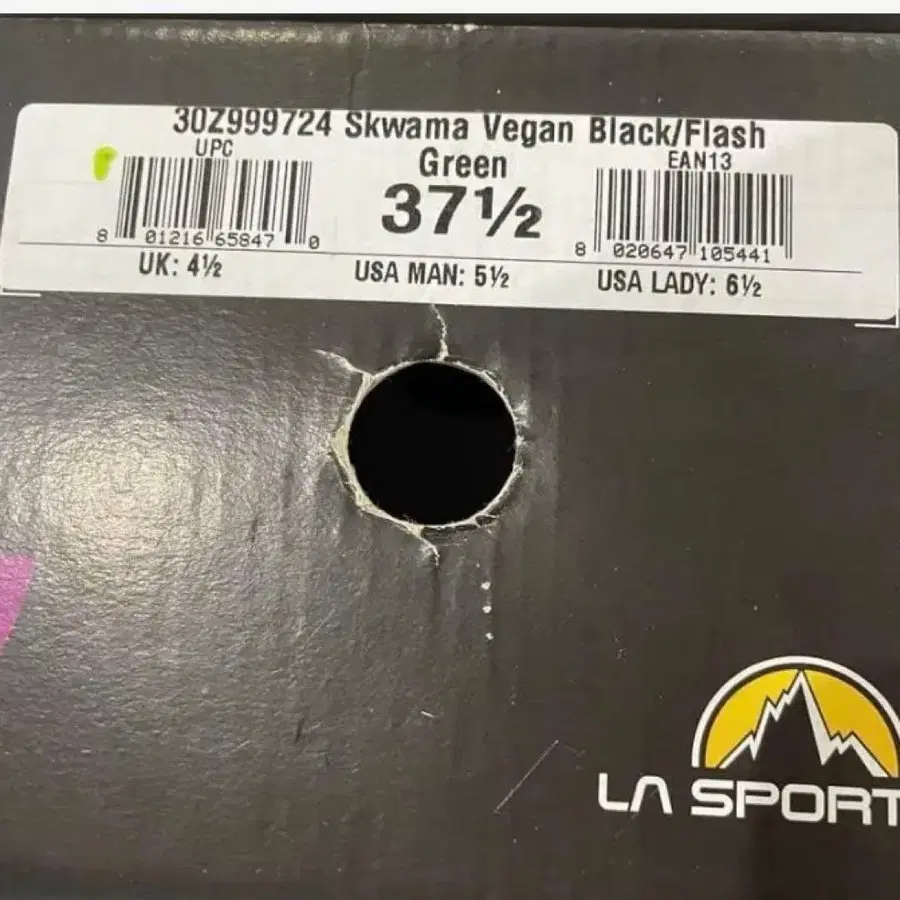 30Z999724 Skwama Vegan Black/Flash
Green
UPC
EAN13
37½
8 01216 65847 0
8 020647 105441
UK: 4½
USA MAN: 5½
USA LADY: 6½
LA SPORT